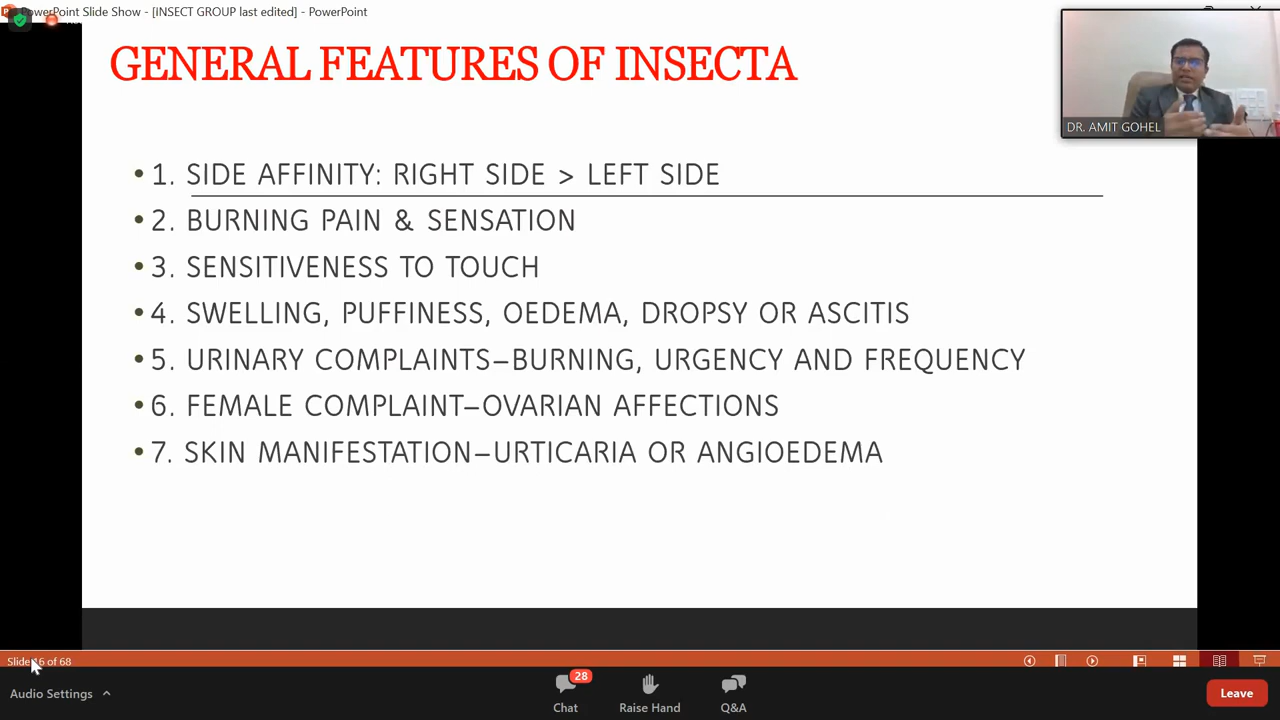 PowerPoint Slide Show - [INSECT GROUP last edited] - PowerPoint
GENERAL FEATURES OF INSECTA
DR. AMIT GOHEL
• 1. SIDE AFFINITY: RIGHT SIDE > LEFT SIDE
• 2. BURNING PAIN & SENSATION
• 3. SENSITIVENESS TO TOUCH
• 4. SWELLING, PUFFINESS, OEDEMA, DROPSY OR ASCITIS
• 5. URINARY COMPLAINTS–BURNING, URGENCY AND FREQUENCY
• 6. FEMALE COMPLAINT–OVARIAN AFFECTIONS
• 7. SKIN MANIFESTATION–URTICARIA OR ANGIOEDEMA
Slide 16 of 68
Audio Settings
28
Chat
Raise Hand
Q&A
Leave